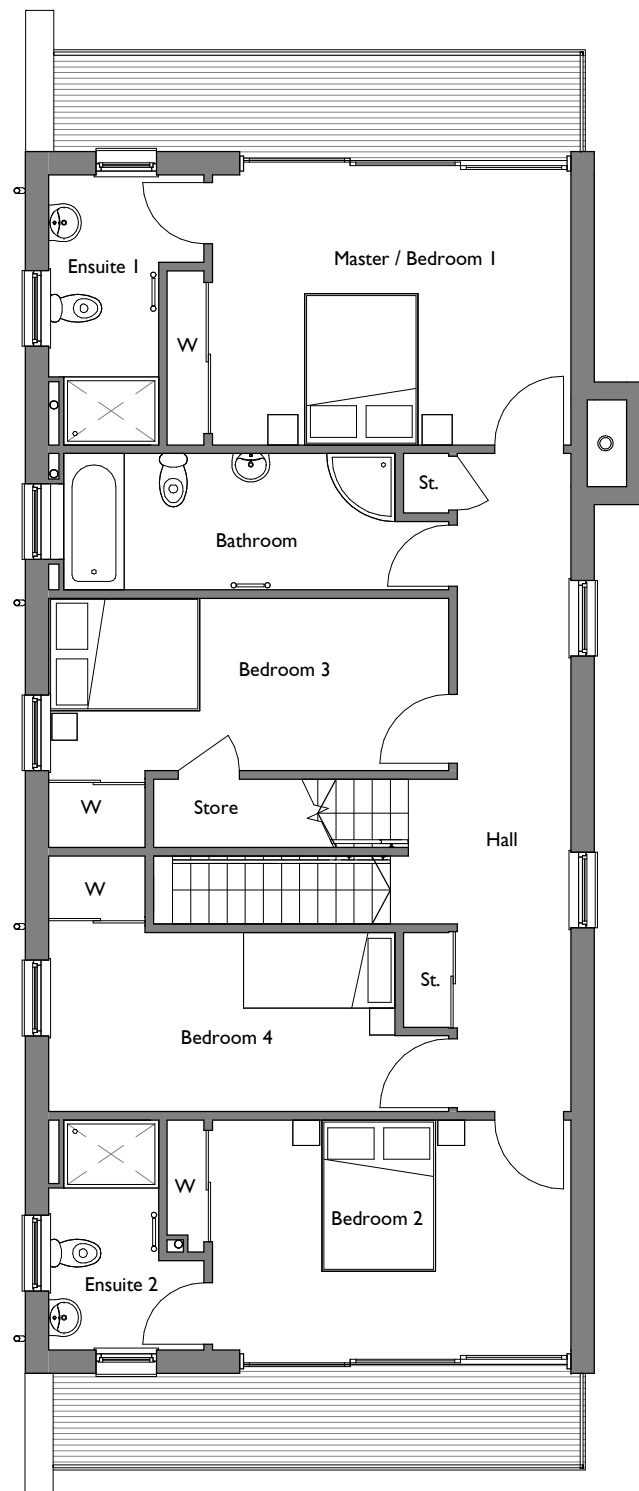 Master / Bedroom 1
Ensuite 1
W
St.
Bathroom
Bedroom 3
Store
W
Hall
W
St.
Bedroom 4
W
Bedroom 2
Ensuite 2